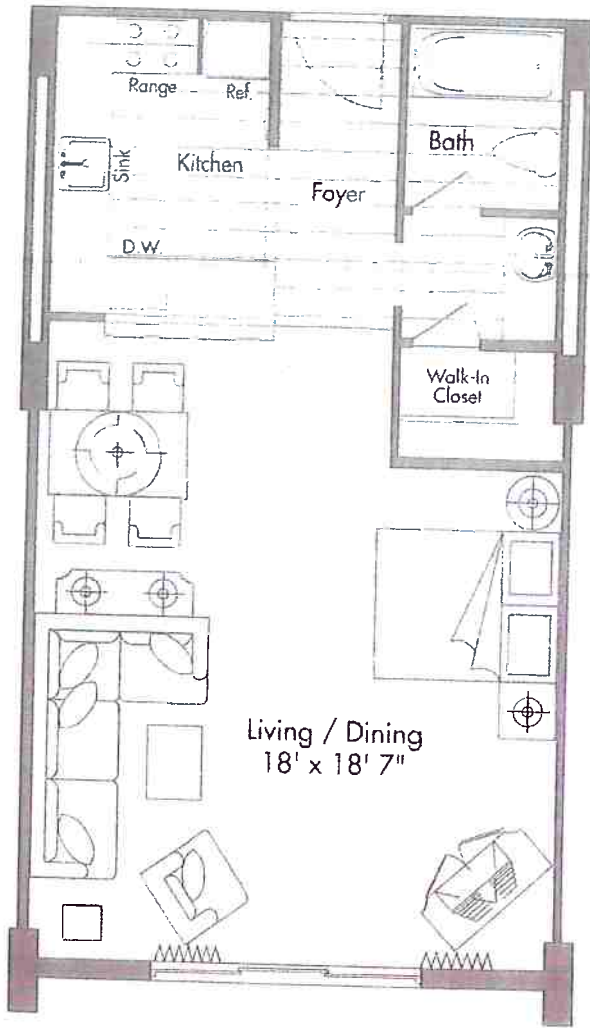 Range
Ref.
Sink
Kitchen
Bath
Foyer
D.W.
Walk-In
Closet
Living / Dining
18' x 18' 7"